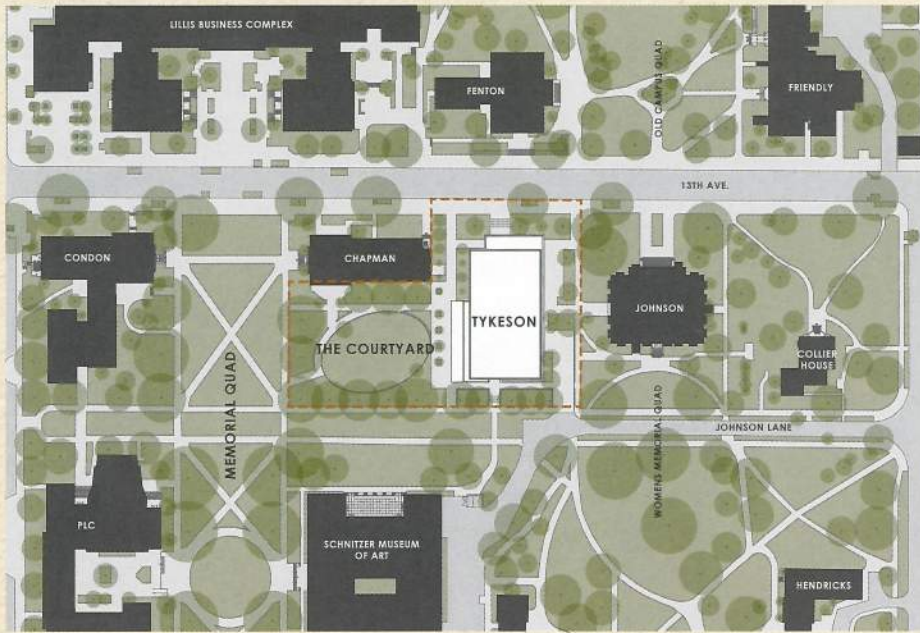 LILLIS BUSINESS COMPLEX
FENTON
OLD CAMPUS QUAD
FRIENDLY
13TH AVE.
CONDON
CHAPMAN
TYKESON
JOHNSON
THE COURTYARD
COLLIER
HOUSE
MEMORIAL QUAD
WOMENS MEMORIAL QUAD
JOHNSON LANE
PLC
SCHNITZER MUSEUM
OF ART
HENDRICKS